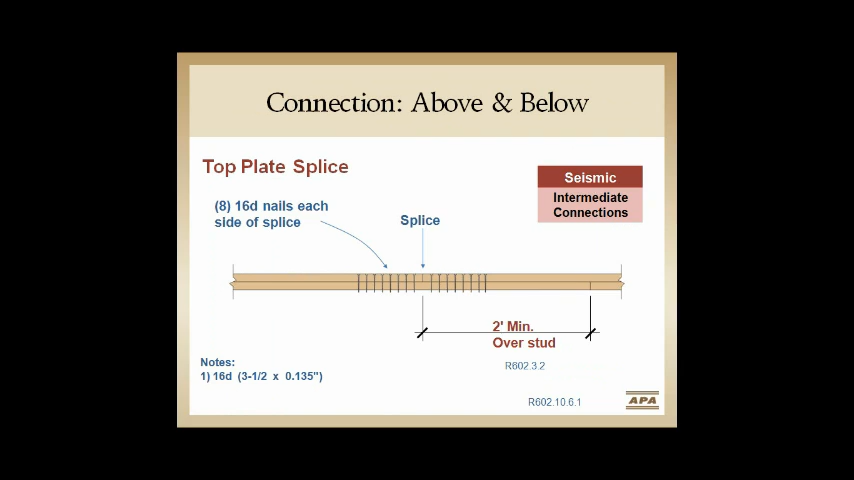 Connection: Above & Below
Top Plate Splice
Seismic
Intermediate
Connections
(8) 16d nails each
side of splice
Splice
2' Min.
Over stud
R602.3.2
Notes:
1) 16d (3-1/2 x 0.135")
R602.10.6.1
APA